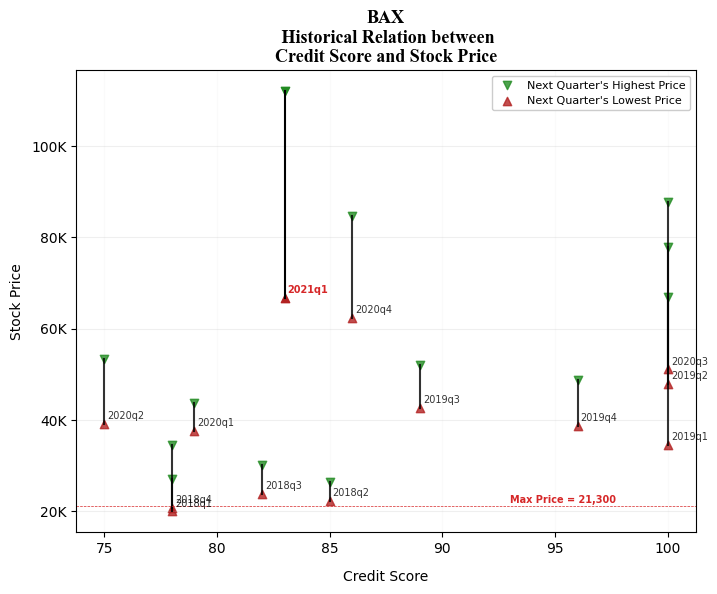 BAX
Historical Relation between
Credit Score and Stock Price
Next Quarter's Highest Price
Next Quarter's Lowest Price
100K
80K
60K
40K
20K
Stock Price
2021q1
2020q4
2020q3
2019q2
2020q2
2020q1
2019q3
2019q4
2019q1
2018q4
2018q1
2018q3
2018q2
Max Price = 21,300
75
80
85
90
95
100
Credit Score